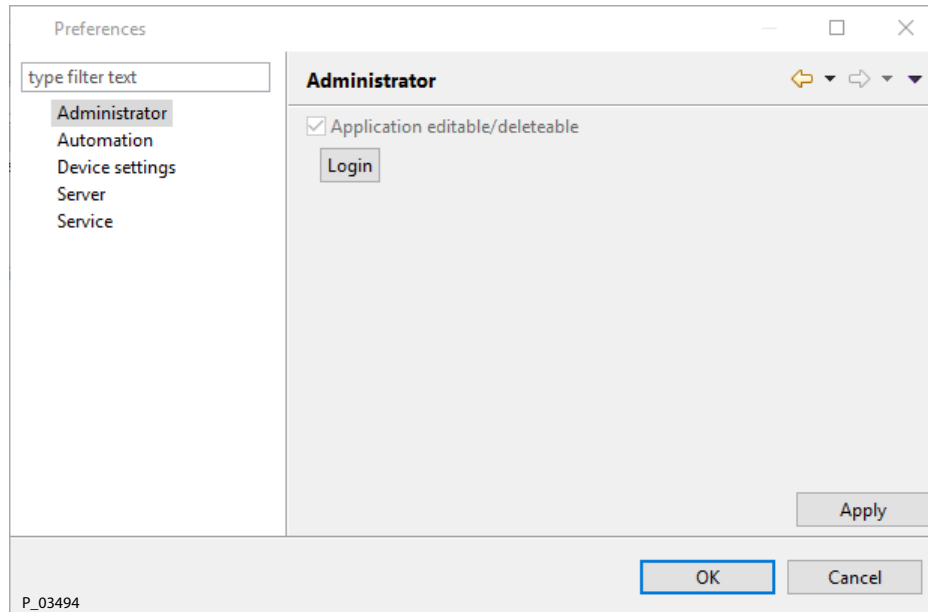 Preferences
type filter text
Administrator
Automation
Device settings
Server
Service
Administrator
Application editable/deleteable
Login
Apply
OK
Cancel
P_03494